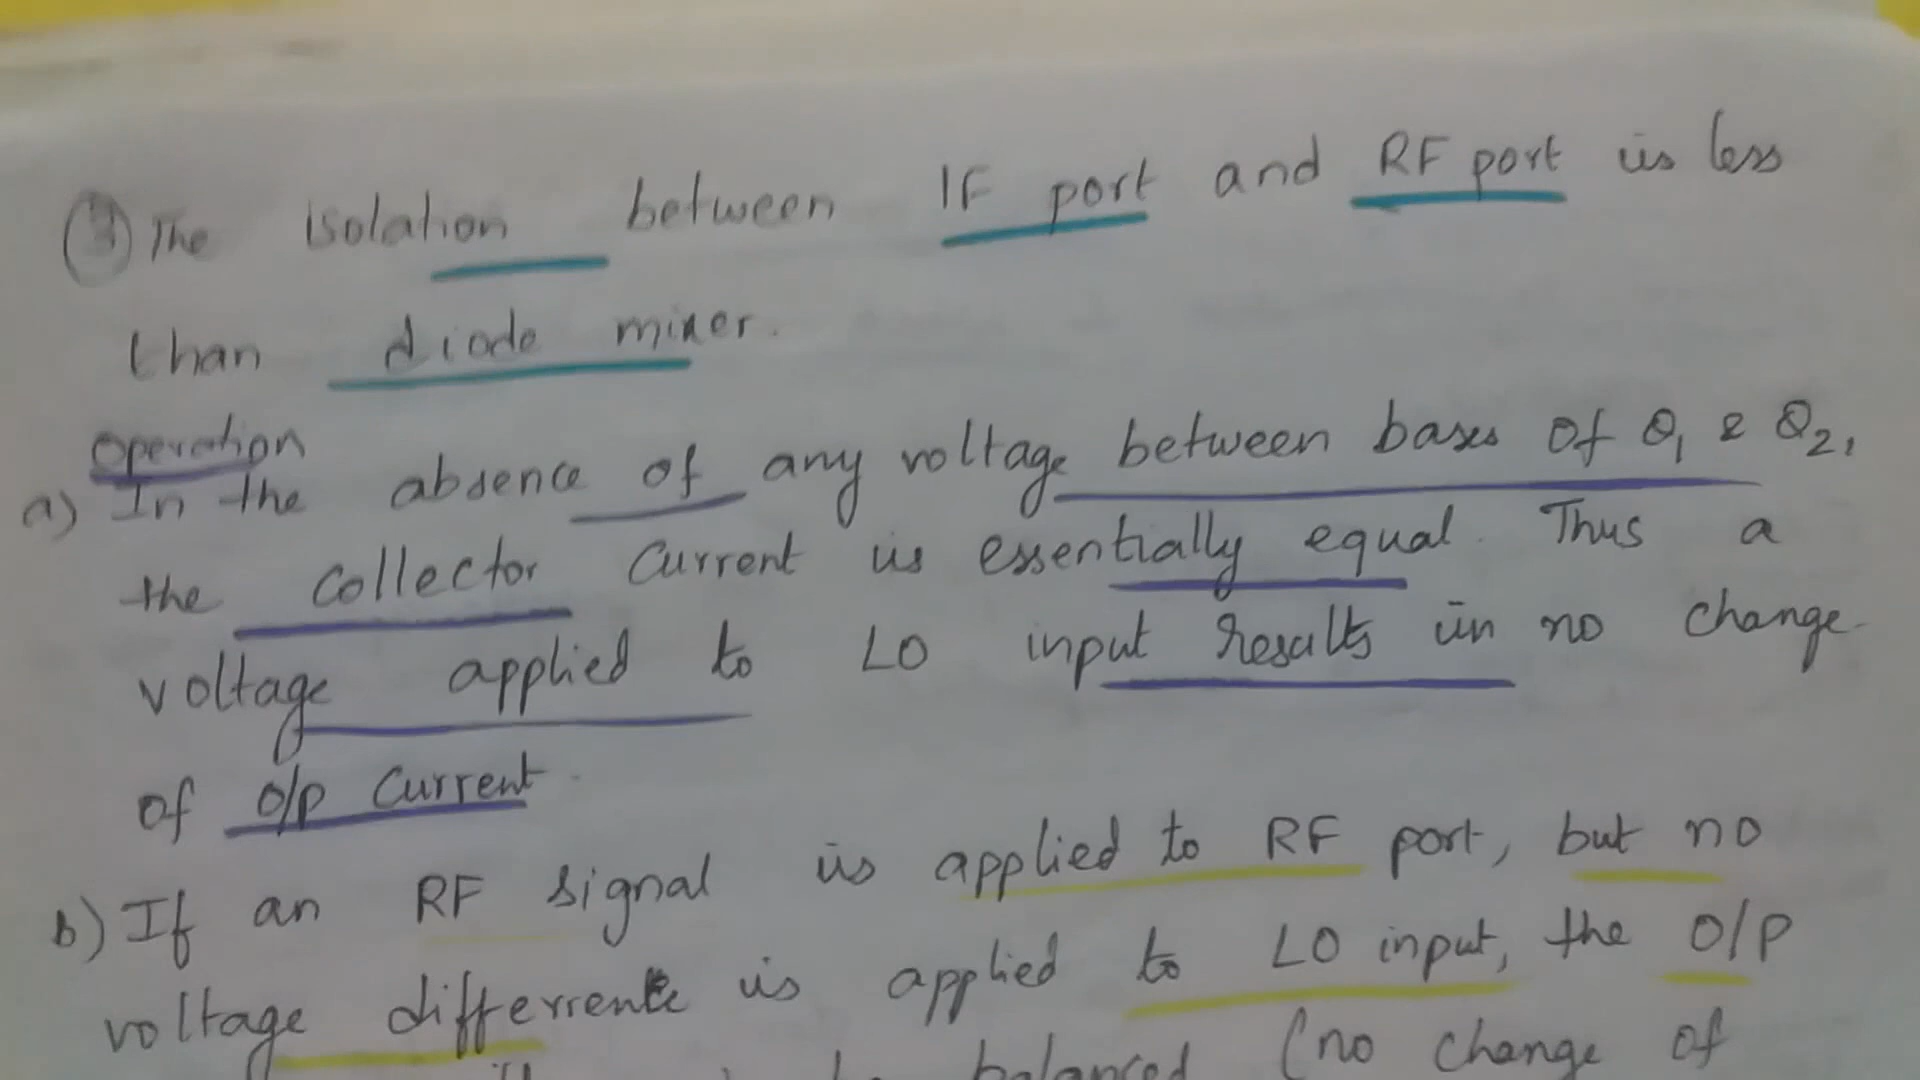 ③ The isolation between IF port and RF port is less
than diode mixer.
Operation
a) In the absence of any voltage between bases of Q1 & Q2,
the collector current is essentially equal. Thus a
voltage applied to LO input results in no change
of o/p current.
b) If an RF signal is applied to RF port, but no
voltage difference is applied to LO input, the O/P
balanced (no change of